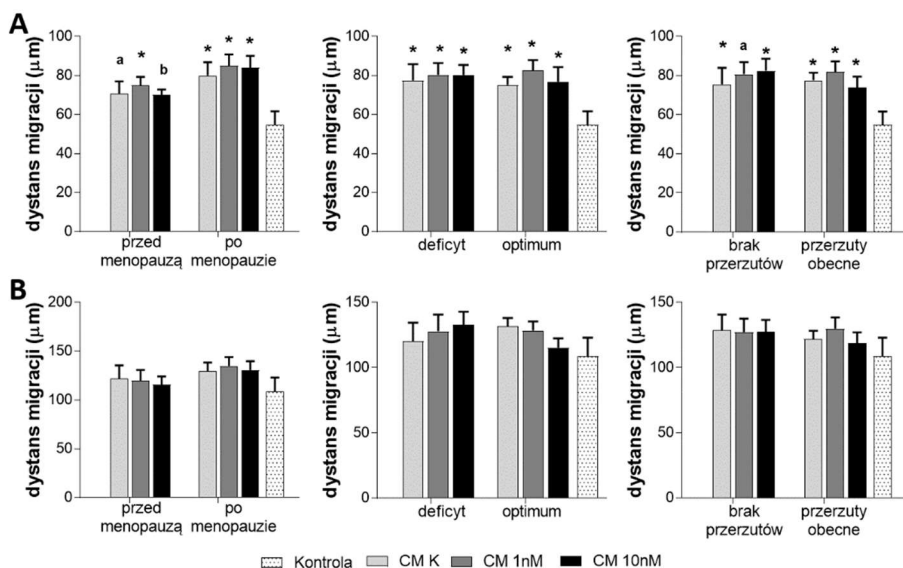 A
dystans migracji (μm)
100
80
60
40
20
0
a
*
b
*
*
*
przed
menopauzą
po
menopauzie
dystans migracji (μm)
100
80
60
40
20
0
*
*
*
*
*
*
deficyt
optimum
dystans migracji (μm)
100
80
60
40
20
0
*
a
*
*
*
*
brak
przerzutów
przerzuty
obecne
B
dystans migracji (μm)
200
150
100
50
0
przed
menopauzą
po
menopauzie
dystans migracji (μm)
150
100
50
0
deficyt
optimum
dystans migracji (μm)
150
100
50
0
brak
przerzutów
przerzuty
obecne
Kontrola CM K CM 1nM CM 10nM